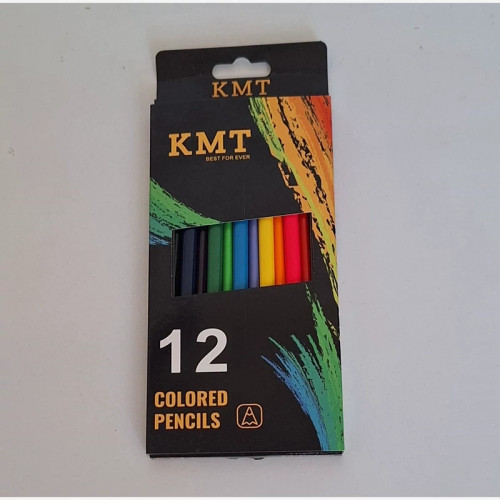 KMT
KMT
BEST FOR EVER
12
COLORED
PENCILS